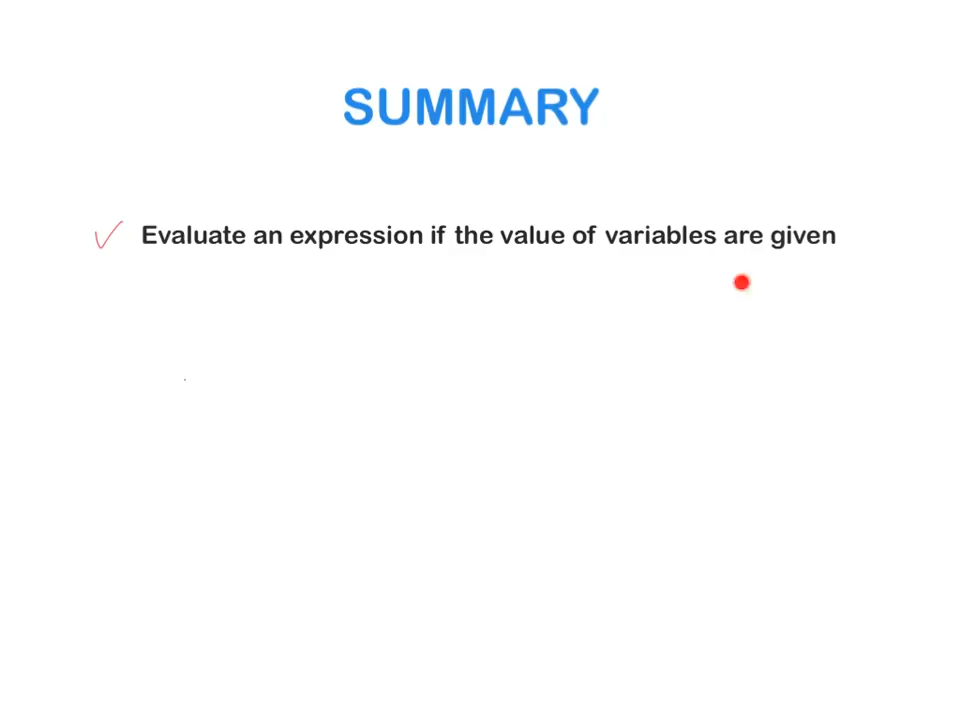 SUMMARY
Evaluate an expression if the value of variables are given